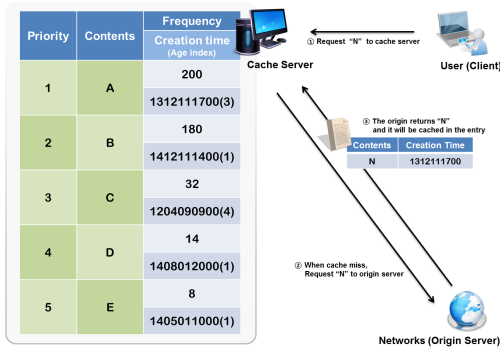 Priority Contents Frequency
Creation time
(Age index)
1 A 200
1312111700(3)
2 B 180
1412111400(1)
3 C 32
1204090900(4)
4 D 14
1408012000(1)
5 E 8
1405011000(1)
Cache Server
① Request “N” to cache server
User (Client)
③ The origin returns “N”
and it will be cached in the entry
Contents Creation Time
N 1312111700
② When cache miss,
Request “N” to origin server
Networks (Origin Server)